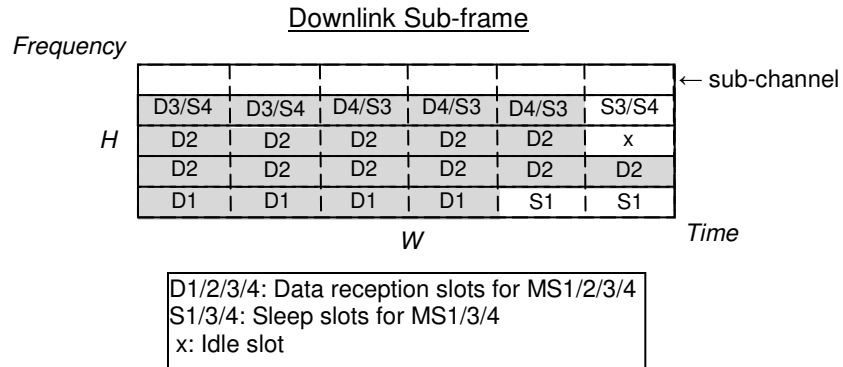 Downlink Sub-frame
Frequency
← sub-channel
D3/S4 D3/S4 D4/S3 D4/S3 D4/S3 S3/S4
H
D2 D2 D2 D2 D2 x
D2 D2 D2 D2 D2 D2
D1 D1 D1 D1 S1 S1
W
Time
D1/2/3/4: Data reception slots for MS1/2/3/4
S1/3/4: Sleep slots for MS1/3/4
x: Idle slot